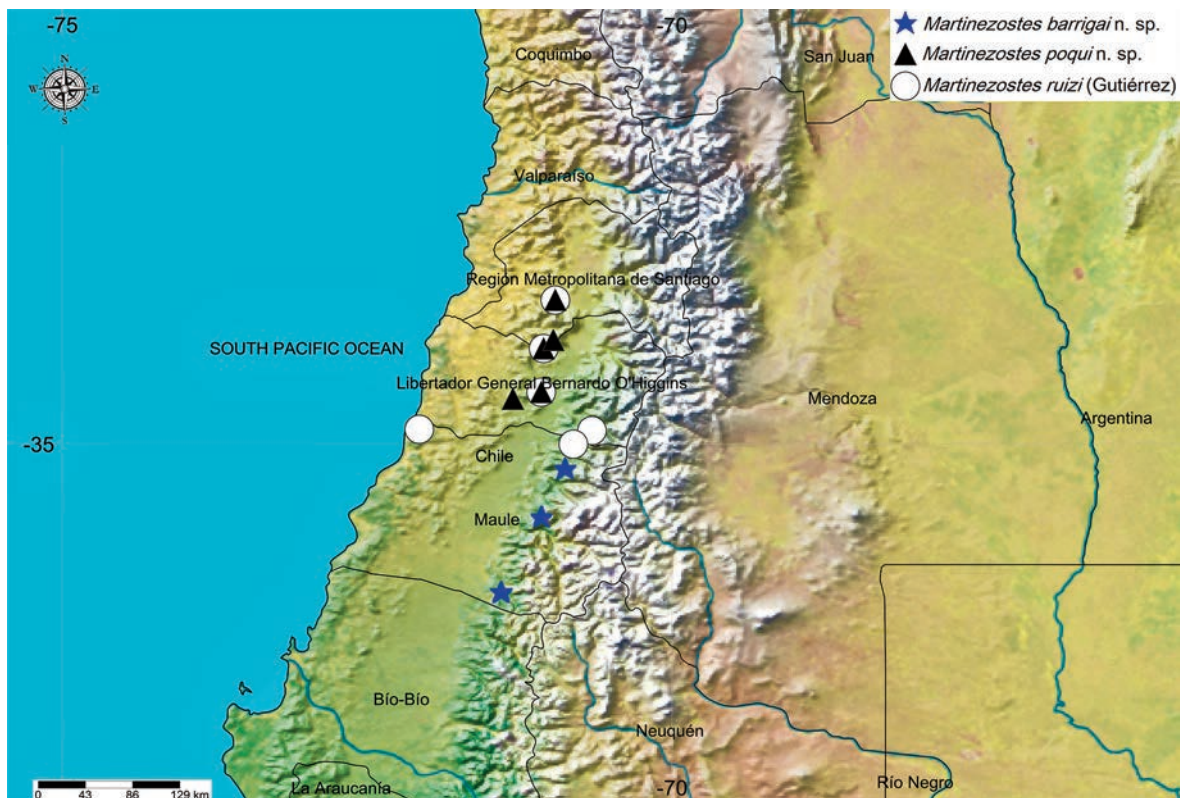 -75
-70
Martinezostes barrigai n. sp.
Martinezostes poqui n. sp.
Martinezostes ruizi (Gutiérrez)
Coquimbo
San Juan
N
W
E
S
Valparaíso
Región Metropolitana de Santiago
SOUTH PACIFIC OCEAN
Libertador General Bernardo O'Higgins
Mendoza
Argentina
-35
Chile
Maule
Bío-Bío
Neuquén
Río Negro
La Araucanía
-70
0 43 86 129 km